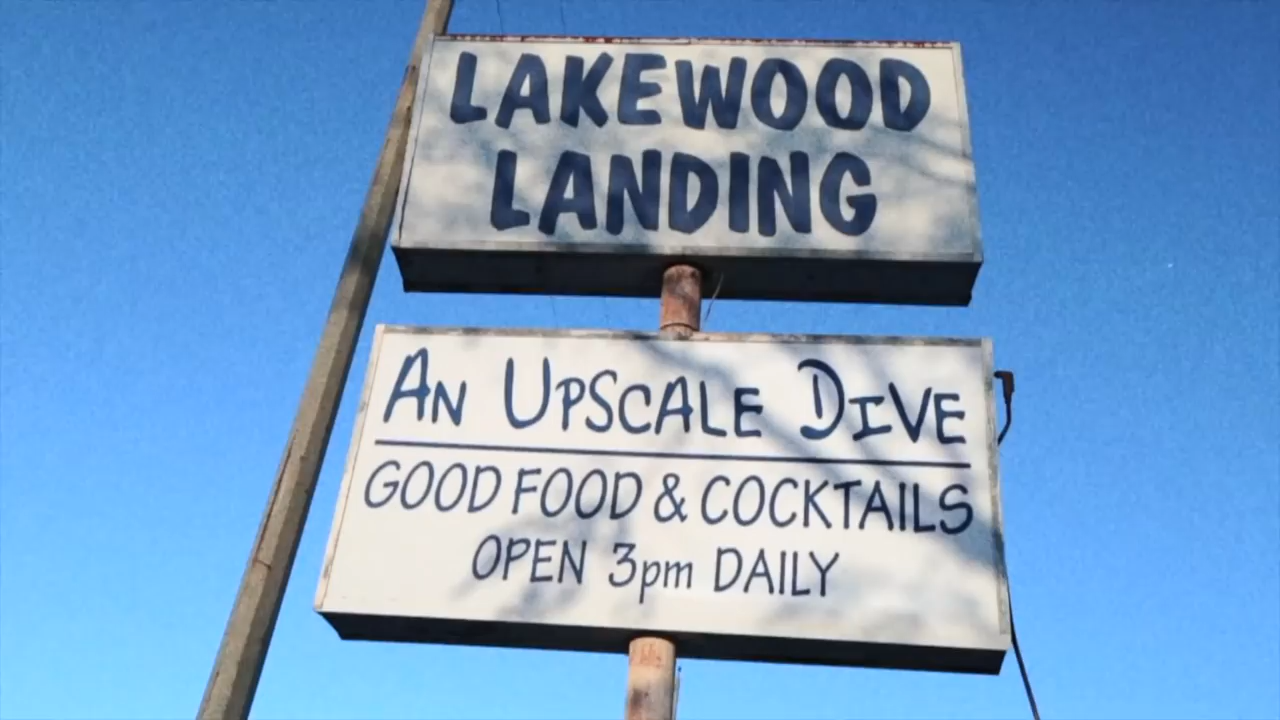 LAKEWOOD
LANDING
AN UPSCALE DIVE
GOOD FOOD & COCKTAILS
OPEN 3pm DAILY